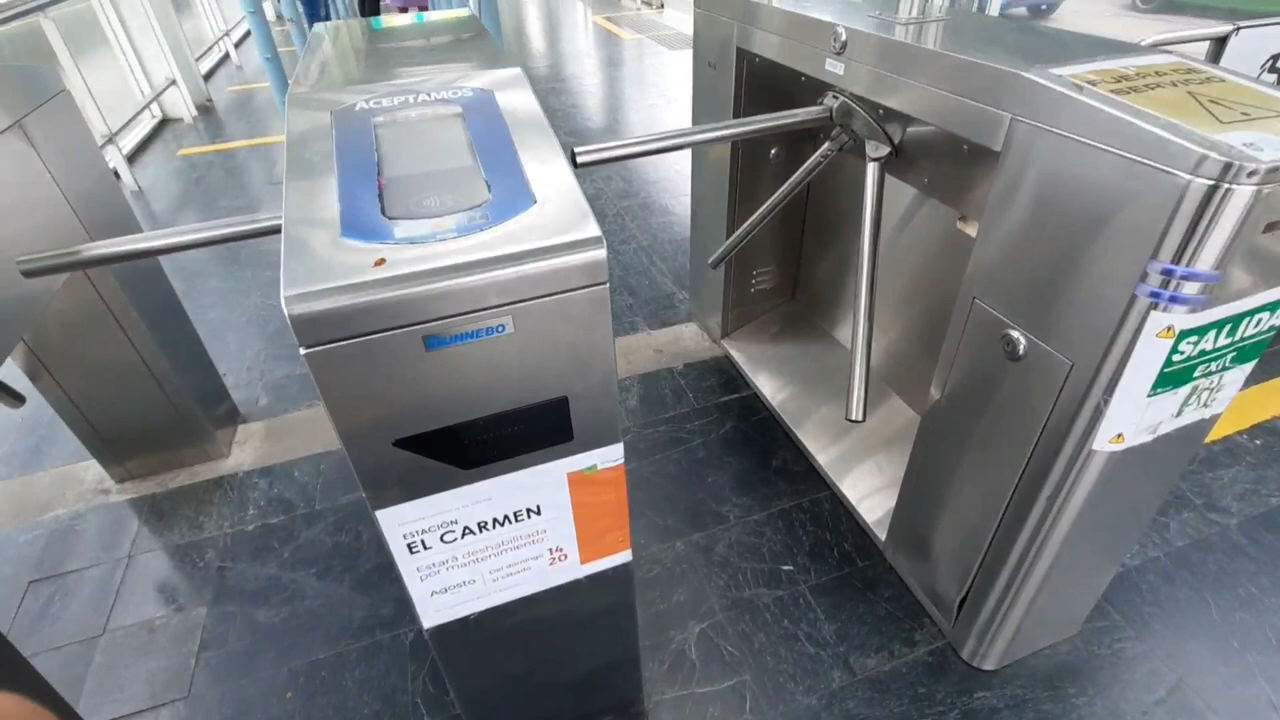 ACEPTAMOS
GUNNEBO
ESTACIÓN
EL CARMEN
Estará deshabilitada
por mantenimiento:
Agosto
Del domingo 14
al sábado 20
FUERA DE
SERVICIO
SALIDA
EXIT